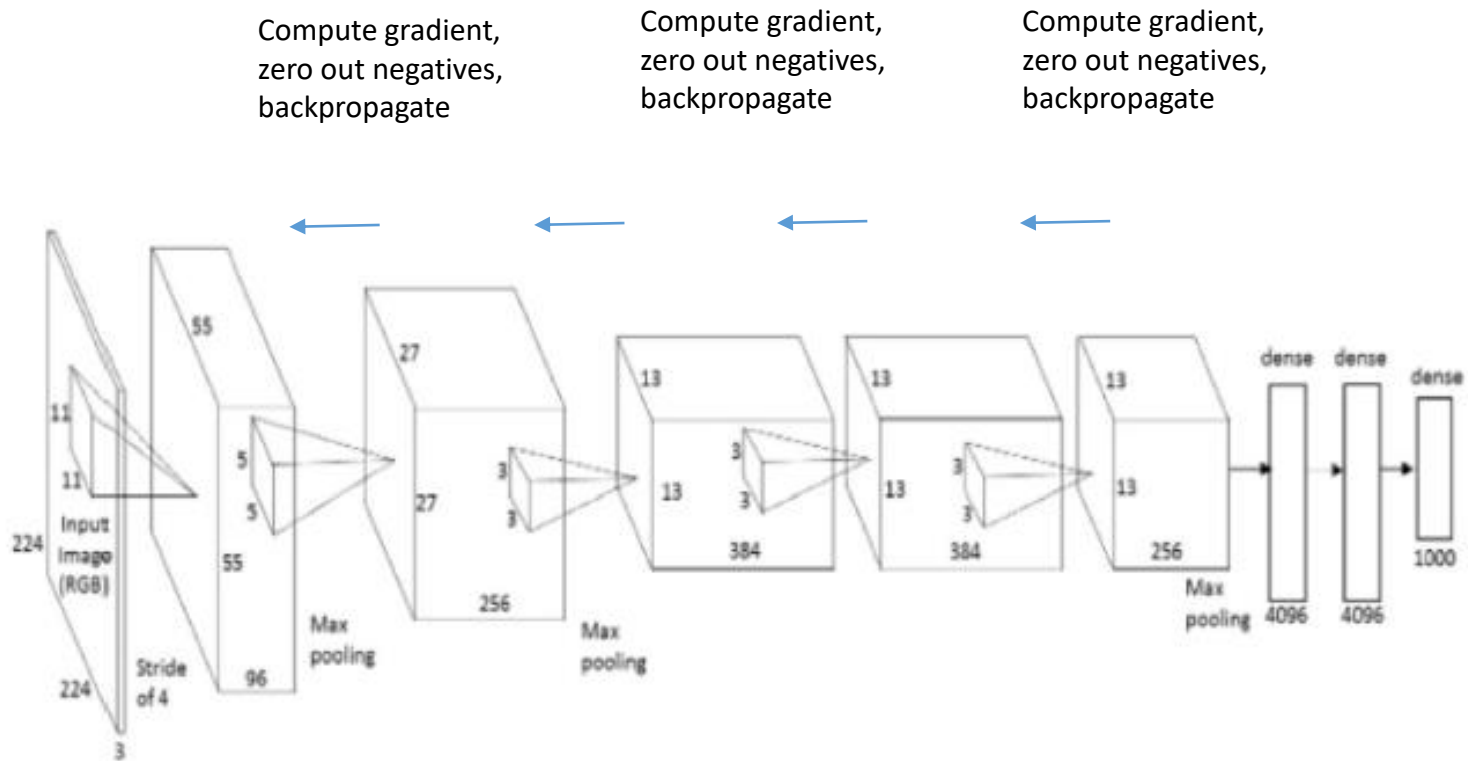 Compute gradient,
zero out negatives,
backpropagate
Compute gradient,
zero out negatives,
backpropagate
Compute gradient,
zero out negatives,
backpropagate
55
27
13
13
13
dense
dense
dense
11
11
5
5
3
3
3
3
3
3
13
13
13
27
55
224
Input
Imago
(RGB)
384
384
256
1000
256
Max
pooling
4096
4096
Max
pooling
Max
pooling
Stride
of 4
96
224
3